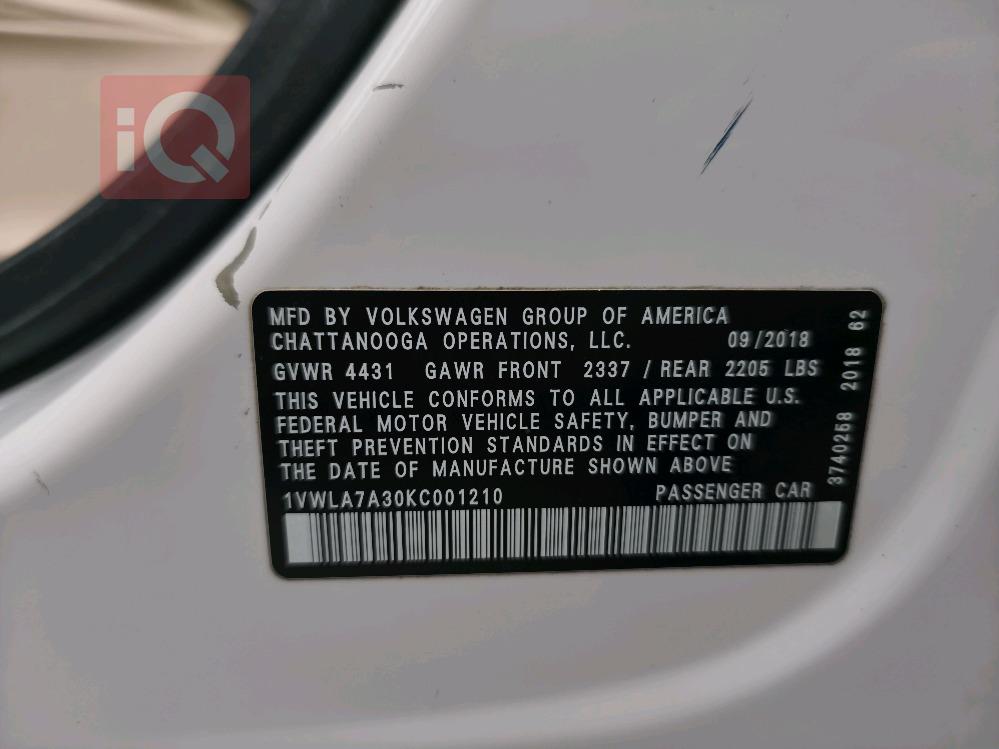 iQ
MFD BY VOLKSWAGEN GROUP OF AMERICA
CHATTANOOGA OPERATIONS, LLC. 09/2018
GVWR 4431 GAWR FRONT 2337 / REAR 2205 LBS
THIS VEHICLE CONFORMS TO ALL APPLICABLE U.S.
FEDERAL MOTOR VEHICLE SAFETY, BUMPER AND
THEFT PREVENTION STANDARDS IN EFFECT ON
THE DATE OF MANUFACTURE SHOWN ABOVE
1VWLA7A30KC001210 PASSENGER CAR
3740258 2018 62